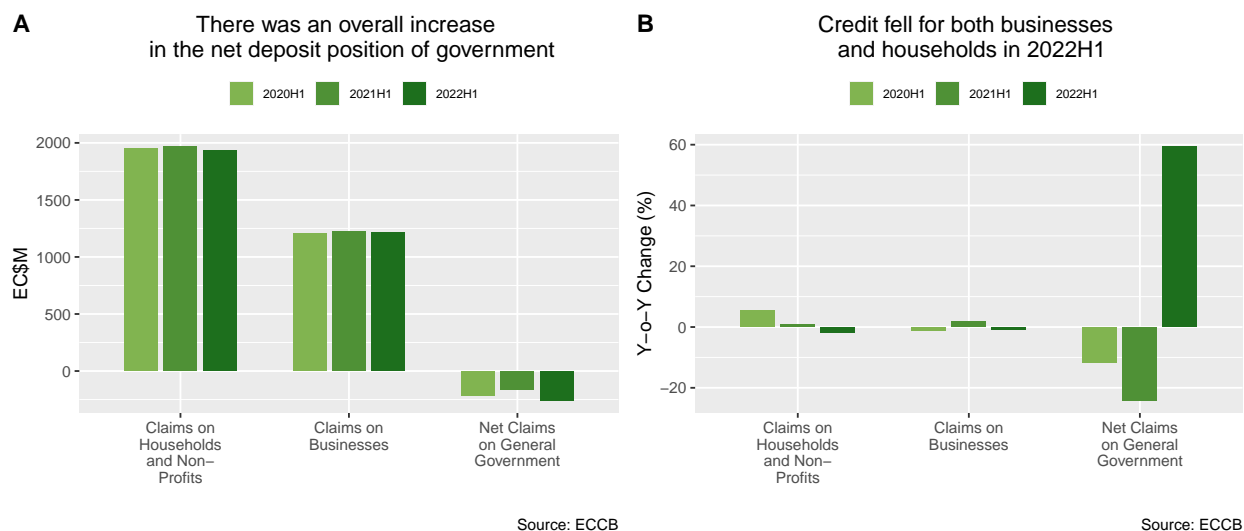 A
There was an overall increase
in the net deposit position of government
2020H1 2021H1 2022H1
EC$M
2000
1500
1000
500
0
Claims on
Households
and Non–
Profits
Claims on
Businesses
Net Claims
on General
Government
Source: ECCB
B
Credit fell for both businesses
and households in 2022H1
2020H1 2021H1 2022H1
Y−o−Y Change (%)
60
40
20
0
−20
Claims on
Households
and Non–
Profits
Claims on
Businesses
Net Claims
on General
Government
Source: ECCB